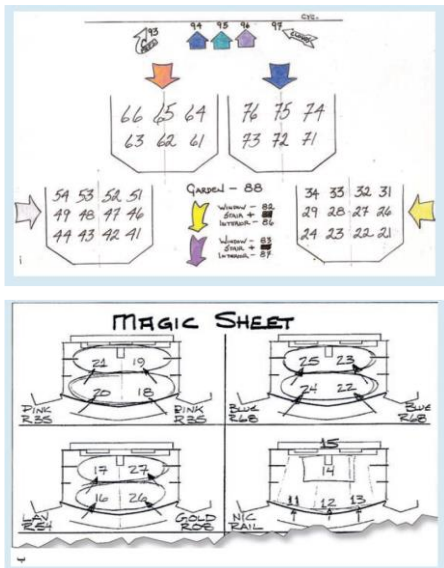 CYC.
93 94 95 96 97
CLOUDS
66 65 64 76 75 74
63 62 61 73 72 71
54 53 52 51 GARDEN - 88 34 33 32 31
49 48 47 46 WINDOW - 82 29 28 27 26
STAIR +
44 43 42 41 INTERIOR - 86 24 23 22 21
WINDOW - 83
STAIR +
INTERIOR - 87
MAGIC SHEET
21 19 25 23
20 18 24 22
PINK PINK BLUE BLUE
R35 R35 R68 R68
15
17 27 14
16 26 11 12 13
LAV GOLD N/C
R54 R08 RAIL